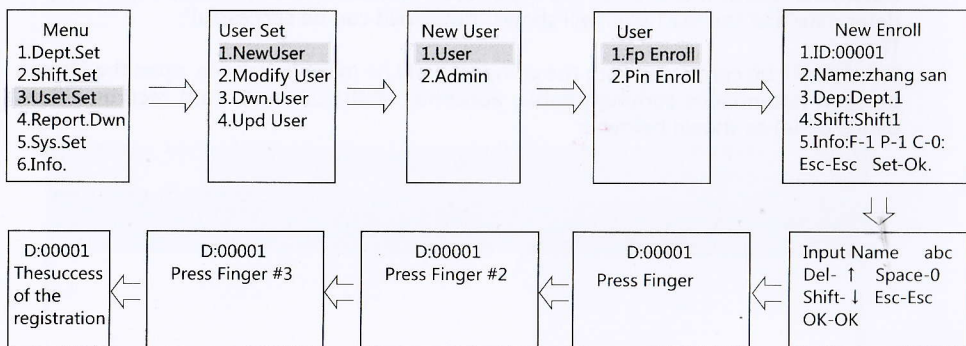 Menu
1.Dept.Set
2.Shift.Set
3.Uset.Set
4.Report.Dwn
5.Sys.Set
6.Info.
User Set
1.NewUser
2.Modify User
3.Dwn.User
4.Upd User
New User
1.User
2.Admin
User
1.Fp Enroll
2.Pin Enroll
New Enroll
1.ID:00001
2.Name:zhang san
3.Dep:Dept.1
4.Shift:Shift1
5.Info:F-1 P-1 C-0:
Esc-Esc Set-Ok.
Input Name abc
Del- ↑ Space-0
Shift- ↓ Esc-Esc
OK-OK
D:00001
Press Finger
D:00001
Press Finger #2
D:00001
Press Finger #3
D:00001
Thesuccess
of the
registration